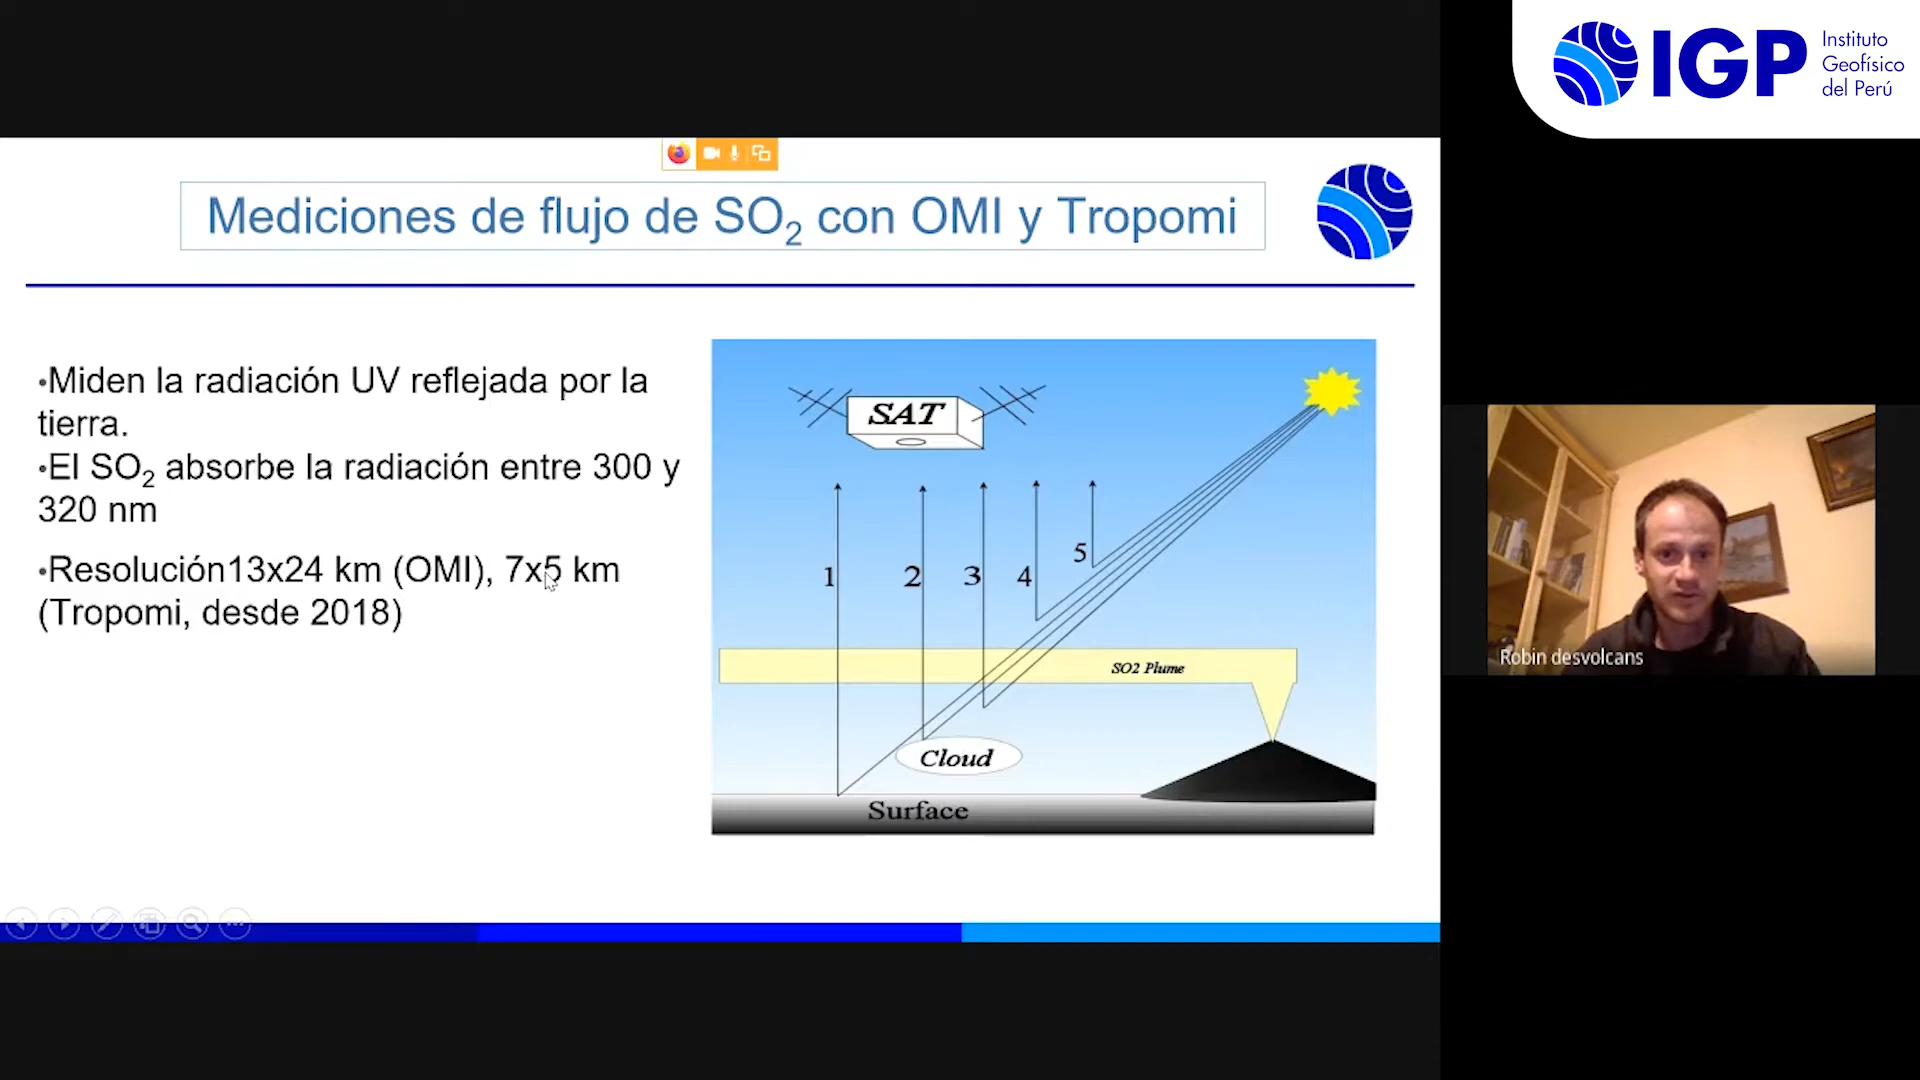 IGP Instituto
Geofísico
del Perú
Mediciones de flujo de SO₂ con OMI y Tropomi
•Miden la radiación UV reflejada por la
tierra.
•El SO₂ absorbe la radiación entre 300 y
320 nm
•Resolución13x24 km (OMI), 7x5 km
(Tropomi, desde 2018)
SAT
1
2
3
4
5
SO2 Plume
Cloud
Surface
Robin desvolcans